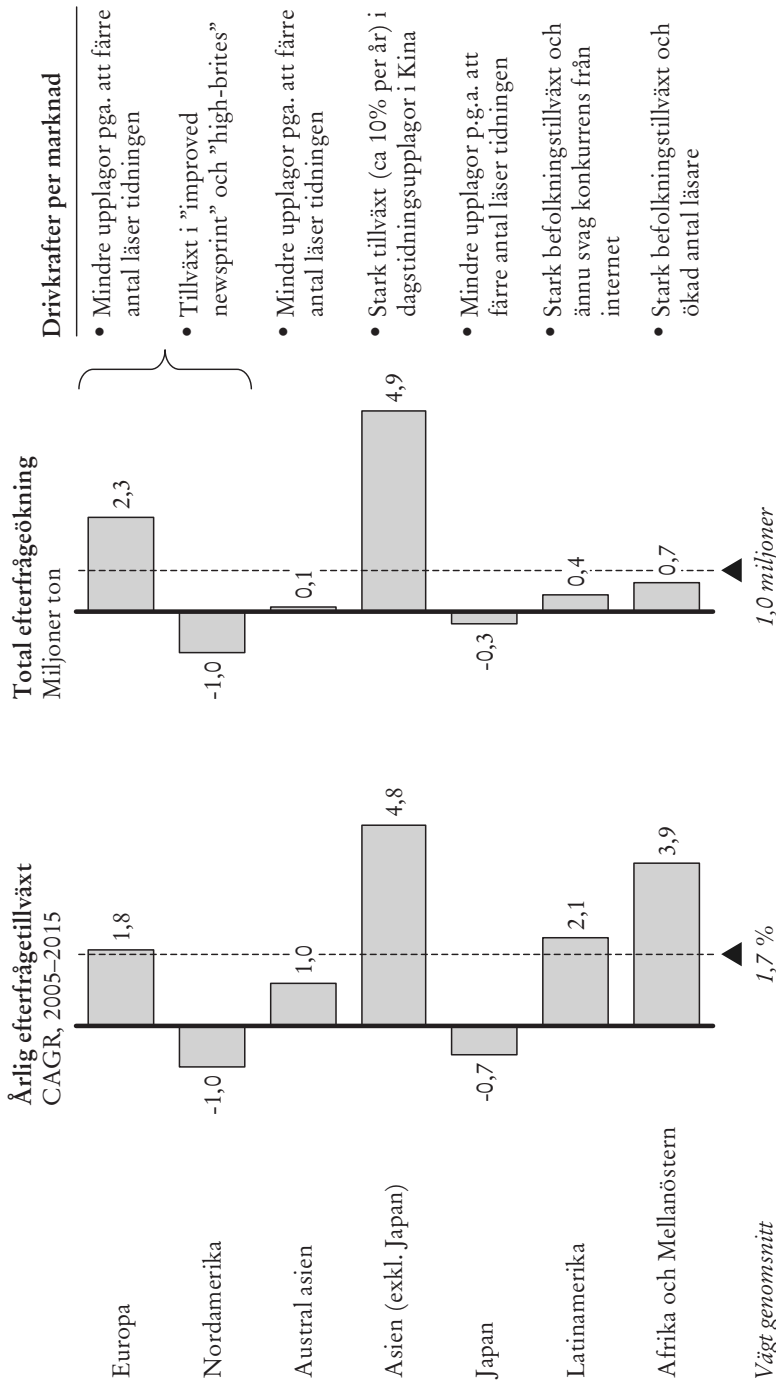 Årlig efterfrågetillväxt
CAGR, 2005–2015
Total efterfrågeökning
Miljoner ton
Drivkrafter per marknad
Europa
1,8
2,3
• Mindre upplagor pga. att färre
antal läser tidningen
Nordamerika
-1,0
-1,0
• Tillväxt i ”improved
newsprint” och ”high-brites”
Austral asien
1,0
0,1
• Mindre upplagor pga. att färre
antal läser tidningen
Asien (exkl. Japan)
4,8
4,9
• Stark tillväxt (ca 10% per år) i
dagstidningsupplagor i Kina
Japan
-0,7
-0,3
• Mindre upplagor p.g.a. att
färre antal läser tidningen
Latinamerika
2,1
0,4
• Stark befolkningstillväxt och
ännu svag konkurrens från
internet
Afrika och Mellanöstern
3,9
0,7
• Stark befolkningstillväxt och
ökad antal läsare
Vägt genomsnitt
1,7 %
1,0 miljoner